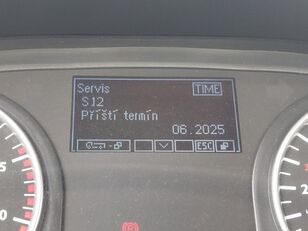 Servis TIME
S12
Příští termín
06.2025
ESC